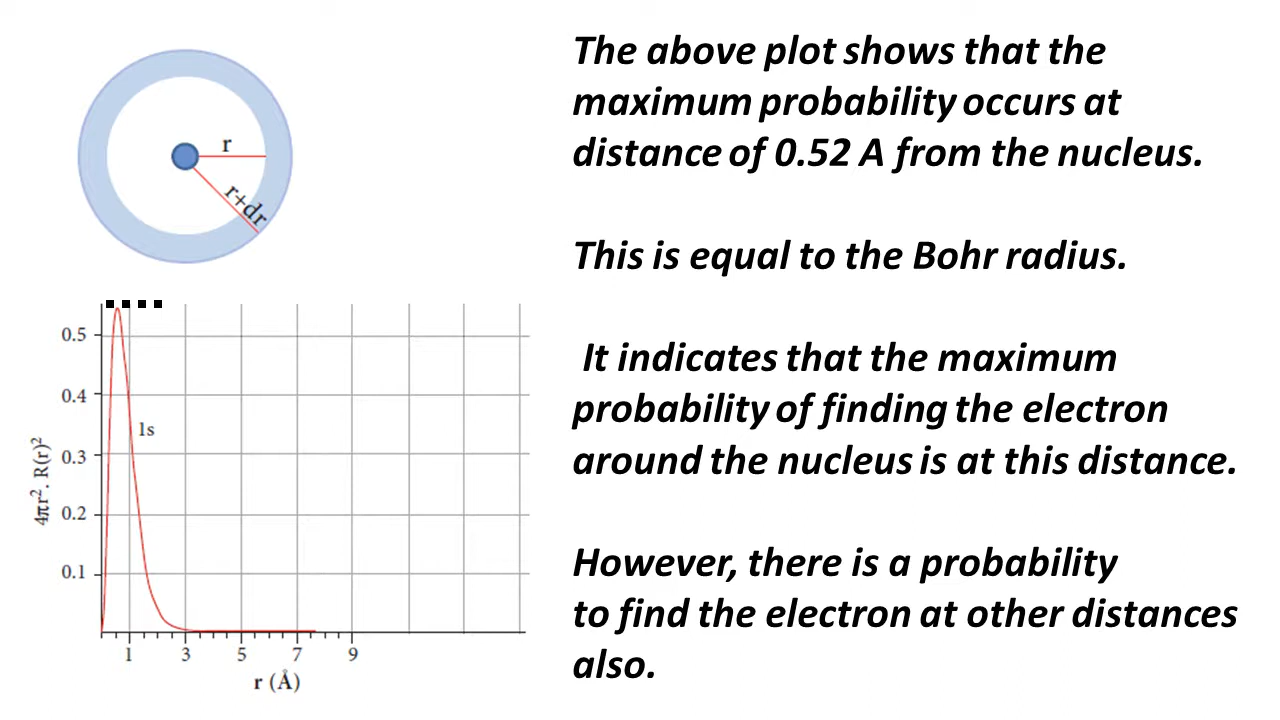 r
r+dr
The above plot shows that the
maximum probability occurs at
distance of 0.52 A from the nucleus.
This is equal to the Bohr radius.
It indicates that the maximum
probability of finding the electron
around the nucleus is at this distance.
However, there is a probability
to find the electron at other distances
also.
0.5
0.4
0.3
0.2
0.1
4πr². R(r)²
1s
1 3 5 7 9
r (Å)